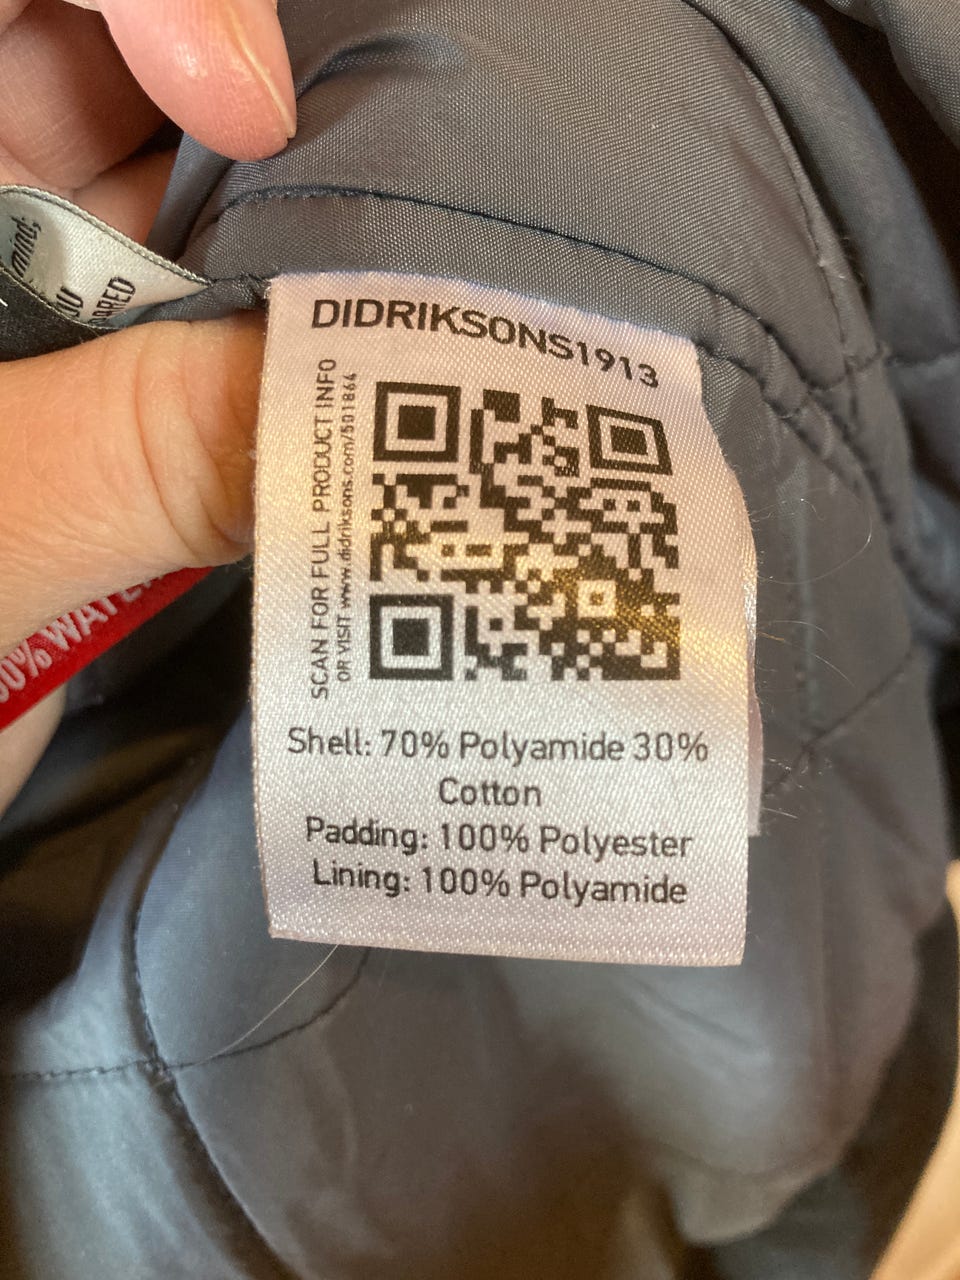 DIDRIKSONS1913
SCAN FOR FULL PRODUCT INFO
OR VISIT www.didriksons.com/501864
Shell: 70% Polyamide 30%
Cotton
Padding: 100% Polyester
Lining: 100% Polyamide